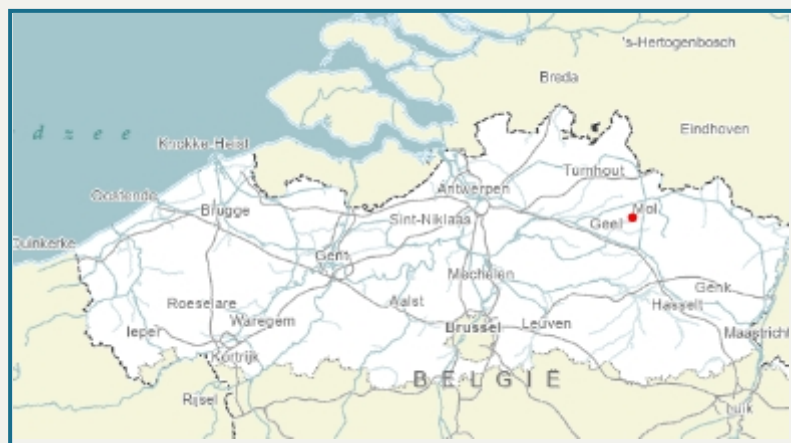 's-Hertogenbosch
Breda
d z e e
Eindhoven
Knokke-Heist
Turnhout
Antwerpen
Oostende
Mol
Brugge
Sint-Niklaas
Geel
Duinkerke
Gent
Mechelen
Genk
Roeselare
Aalst
Hasselt
Ieper
Waregem
Brussel
Leuven
Maastricht
Kortrijk
BELGIË
Rijsel
Luik